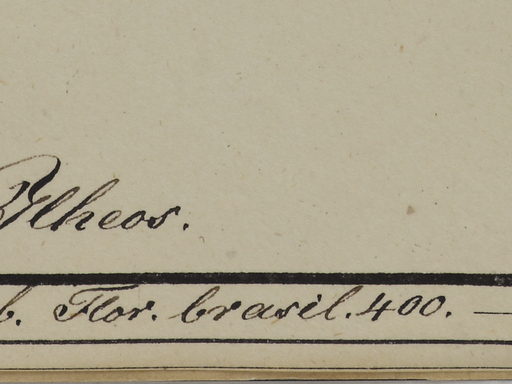 Ilheos.
b. Flor. brasil. 400. —